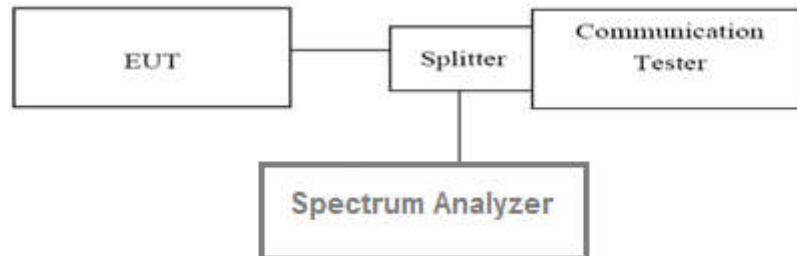 EUT
Splitter
Communication
Tester
Spectrum Analyzer